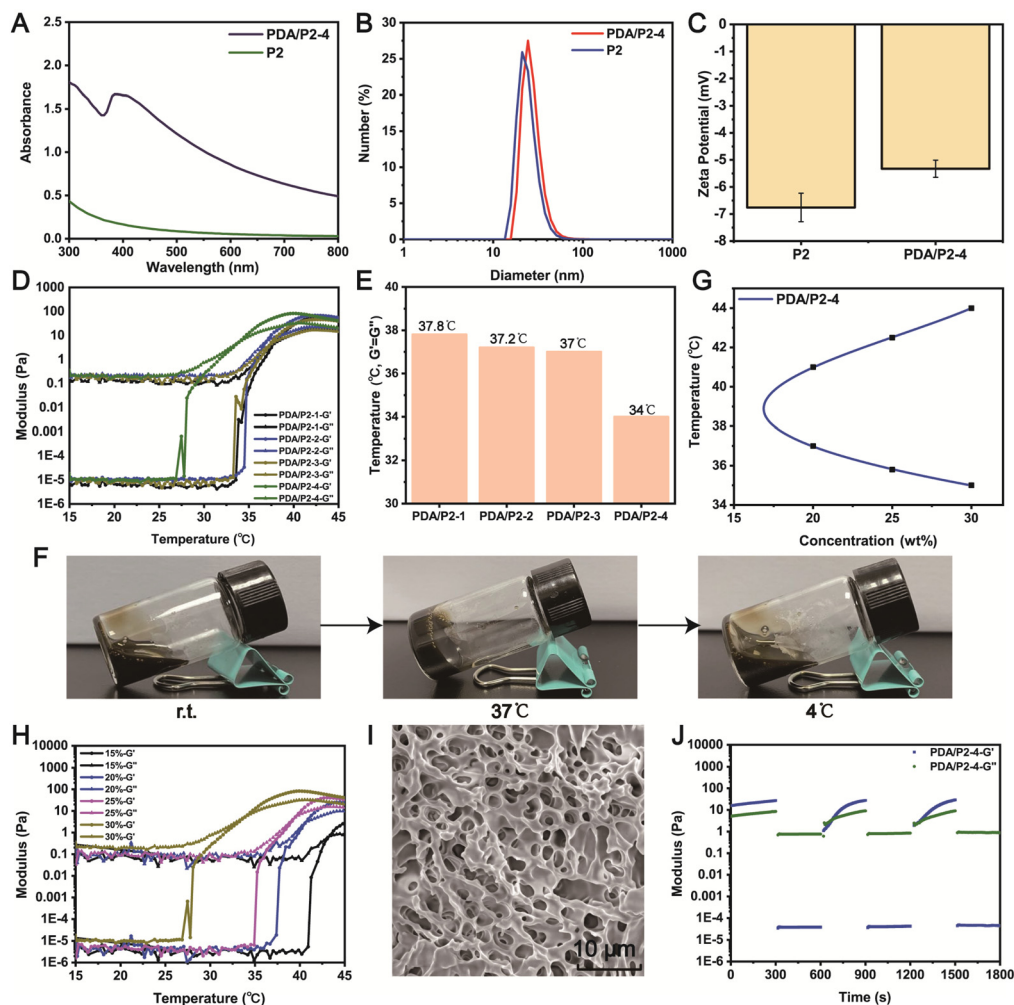 A
PDA/P2-4
P2
Absorbance
2.5
2.0
1.5
1.0
0.5
0.0
300 400 500 600 700 800
Wavelength (nm)
B
PDA/P2-4
P2
Number (%)
30
25
20
15
10
5
0
1 10 100 1000
Diameter (nm)
C
Zeta Potential (mV)
0
-1
-2
-3
-4
-5
-6
-7
-8
P2 PDA/P2-4
D
Modulus (Pa)
1000
100
10
1
0.1
0.01
0.001
1E-4
1E-5
1E-6
PDA/P2-1-G'
PDA/P2-1-G"
PDA/P2-2-G'
PDA/P2-2-G"
PDA/P2-3-G'
PDA/P2-3-G"
PDA/P2-4-G'
PDA/P2-4-G"
15 20 25 30 35 40 45
Temperature (℃)
E
Temperature (℃, G'=G")
40
38
36
34
32
30
37.8℃
37.2℃
37℃
34℃
PDA/P2-1 PDA/P2-2 PDA/P2-3 PDA/P2-4
G
PDA/P2-4
Temperature (℃)
44
42
40
38
36
34
15 20 25 30
Concentration (wt%)
F
r.t. 37℃ 4℃
H
Modulus (Pa)
10000
1000
100
10
1
0.1
0.01
0.001
1E-4
1E-5
1E-6
15%-G'
15%-G"
20%-G'
20%-G"
25%-G'
25%-G"
30%-G'
30%-G"
15 20 25 30 35 40 45
Temperature (℃)
I
10 μm
J
PDA/P2-4-G'
PDA/P2-4-G"
Modulus (Pa)
10000
1000
100
10
1
0.1
0.01
0.001
1E-4
1E-5
1E-6
0 300 600 900 1200 1500 1800
Time (s)